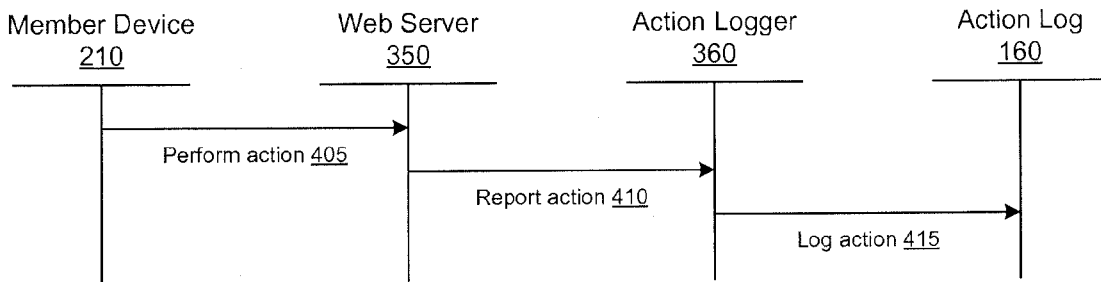 Member Device
210
Web Server
350
Action Logger
360
Action Log
160
Perform action 405
Report action 410
Log action 415